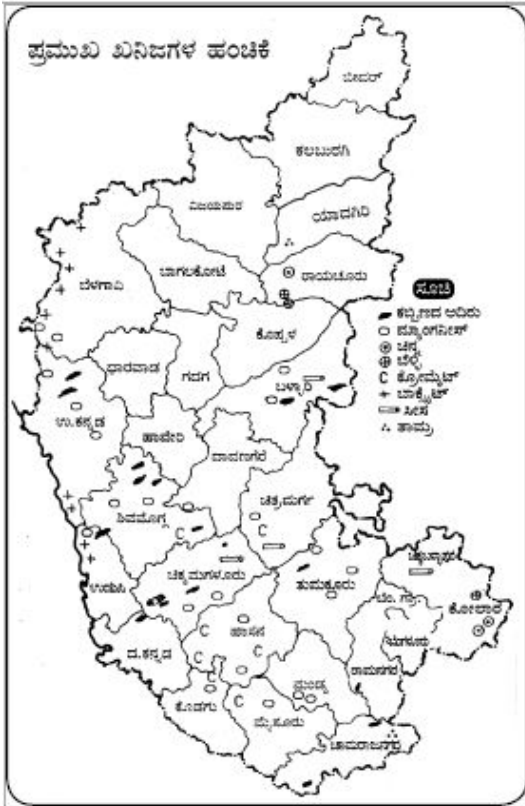 ಪ್ರಮುಖ ಖನಿಜಗಳ ಹಂಚಿಕೆ
ಬೀದರ್
ಕಲಬುರಗಿ
ವಿಜಯಪುರ
ಯಾದಗಿರಿ
ಬೆಳಗಾವಿ
ಬಾಗಲಕೋಟೆ
ರಾಯಚೂರು
ಸೂಚಿ
ಕಬ್ಬಿಣದ ಅದಿರು
ಮ್ಯಾಂಗನೀಸ್
ಚಿನ್ನ
ಬೆಳ್ಳಿ
C ಕ್ರೋಮೈಟ್
ಬಾಕ್ಸೈಟ್
ಸೀಸ
ತಾಮ್ರ
ಕೊಪ್ಪಳ
ಧಾರವಾಡ
ಗದಗ
ಬಳ್ಳಾರಿ
ಉ.ಕನ್ನಡ
ಹಾವೇರಿ
ದಾವಣಗೆರೆ
ಶಿವಮೊಗ್ಗ
C
ಚಿತ್ರದುರ್ಗ
C
ಚಿಕ್ಕಮಗಳೂರು
ತುಮಕೂರು
ಉಡುಪಿ
ಬೆಂ. ಗ್ರಾ.
ಕೋಲಾರ
C
ಹಾಸನ
C
C
ಬೆಂಗಳೂರು
ದ.ಕನ್ನಡ
ರಾಮನಗರ
ಮಂಡ್ಯ
ಕೊಡಗು
C
ಮೈಸೂರು
ಚಾಮರಾಜನಗರ